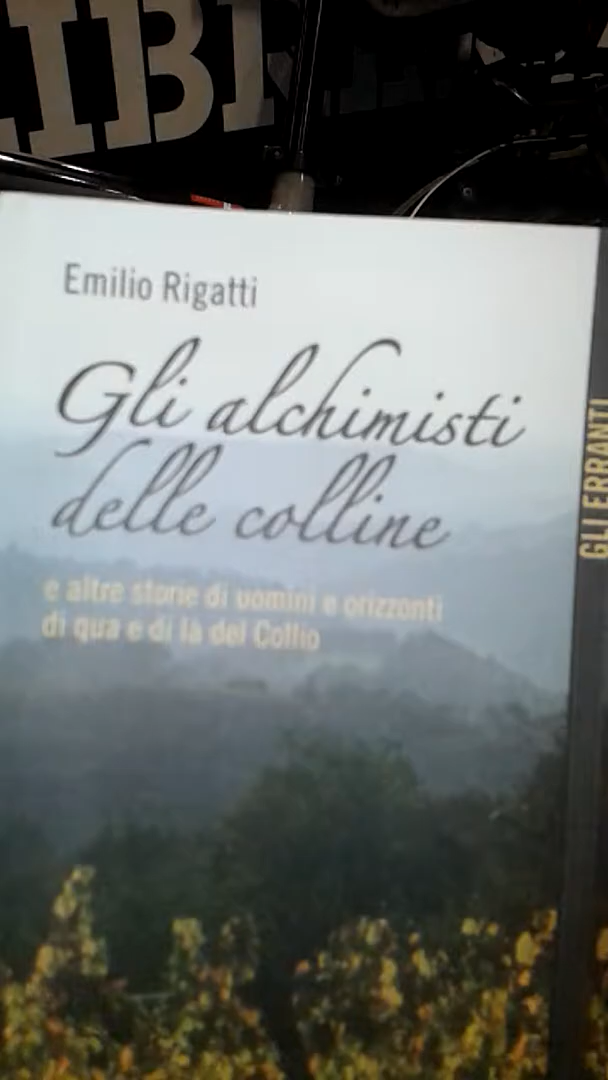 LIBR
Emilio Rigatti
Gli alchimisti
delle colline
e altre storie di uomini e orizzonti
di qua e di là del Collio
GLI ERRANTI